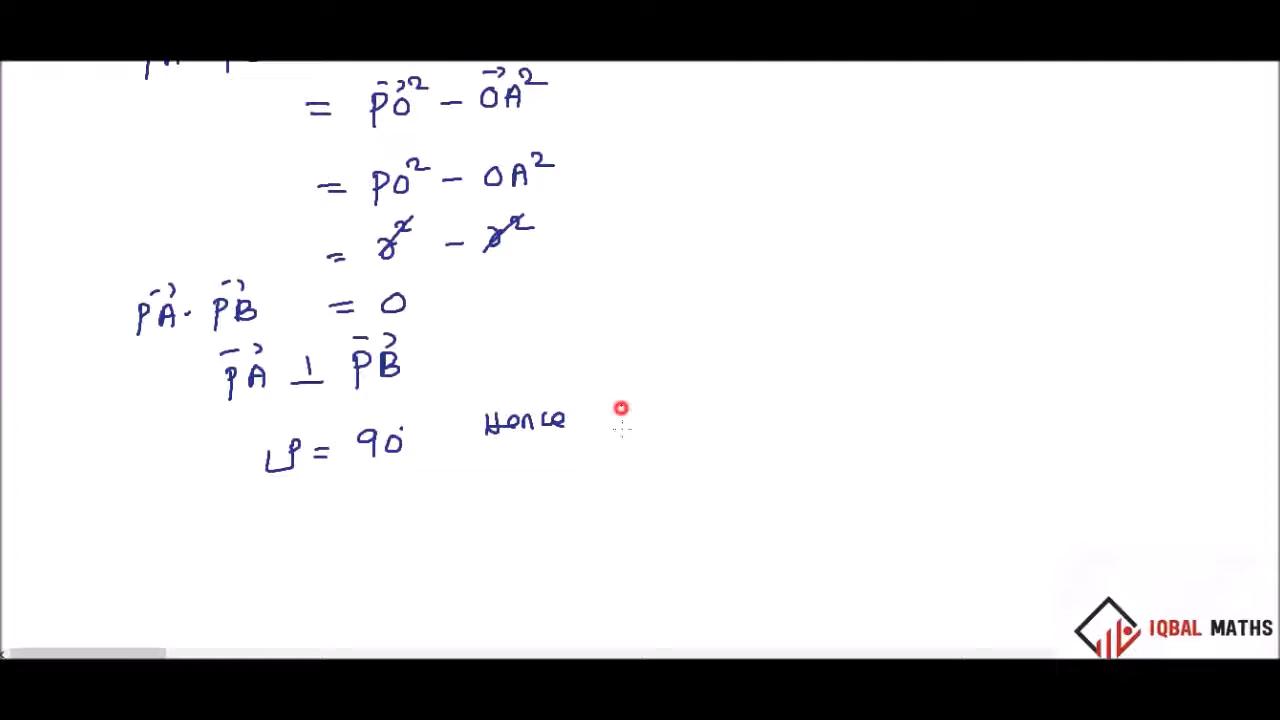 = PO² - OA²
= PO² - OA²
= r² - r²
PA · PB = 0
PA ⊥ PB
∠P = 90° Hence
IQBAL MATHS